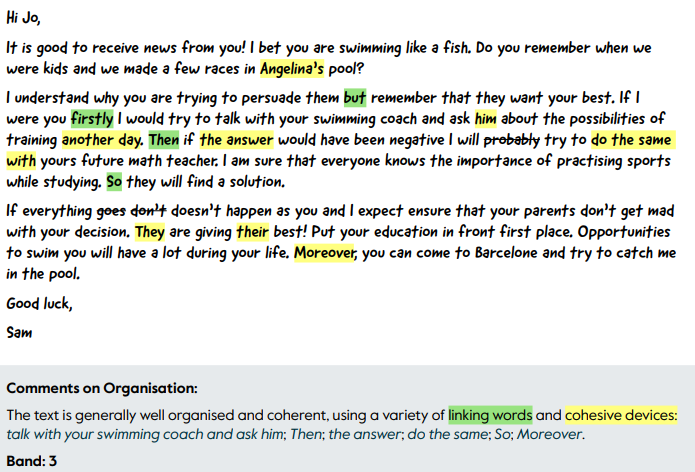 Hi Jo,
It is good to receive news from you! I bet you are swimming like a fish. Do you remember when we
were kids and we made a few races in Angelina's pool?
I understand why you are trying to persuade them but remember that they want your best. If I
were you firstly I would try to talk with your swimming coach and ask him about the possibilities of
training another day. Then if the answer would have been negative I will probably try to do the same
with yours future math teacher. I am sure that everyone knows the importance of practising sports
while studying. So they will find a solution.
If everything goes don't doesn't happen as you and I expect ensure that your parents don't get mad
with your decision. They are giving their best! Put your education in front first place. Opportunities
to swim you will have a lot during your life. Moreover, you can come to Barcelone and try to catch me
in the pool.
Good luck,
Sam
Comments on Organisation:
The text is generally well organised and coherent, using a variety of linking words and cohesive devices:
talk with your swimming coach and ask him; Then; the answer; do the same; So; Moreover.
Band: 3